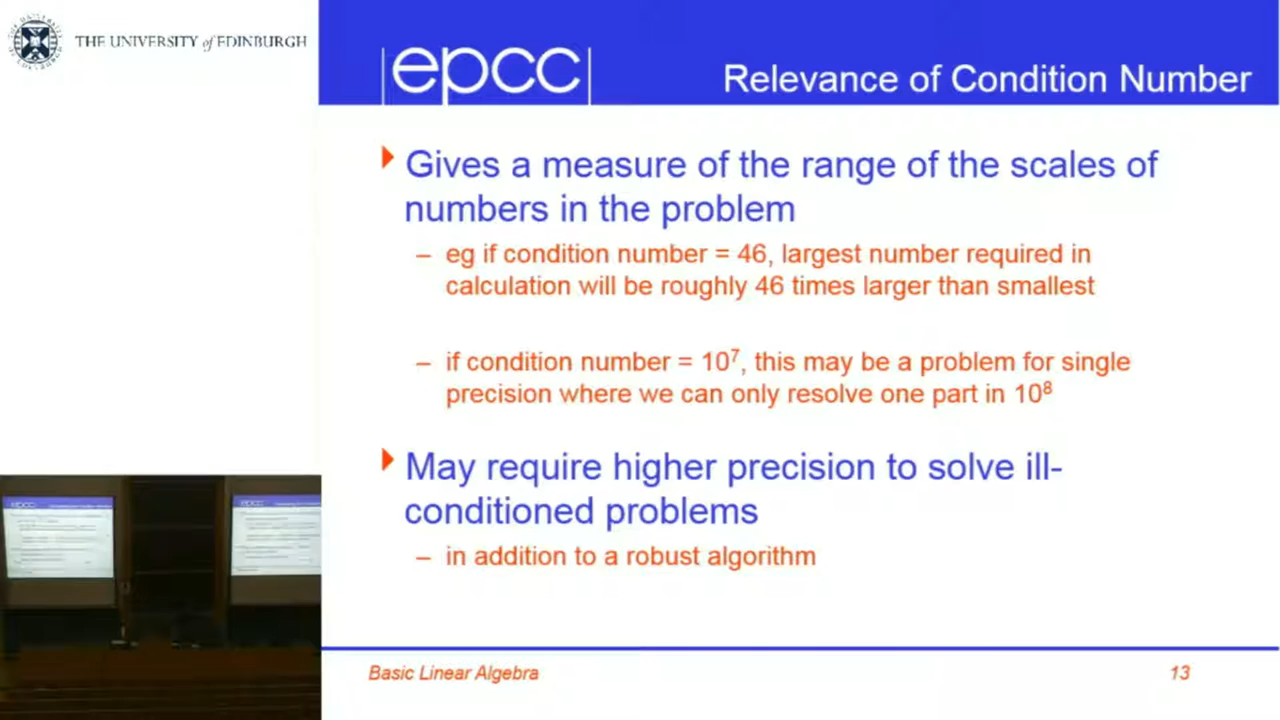 THE UNIVERSITY of EDINBURGH
epcc
Relevance of Condition Number
Gives a measure of the range of the scales of
numbers in the problem
– eg if condition number = 46, largest number required in
calculation will be roughly 46 times larger than smallest
– if condition number = 10⁷, this may be a problem for single
precision where we can only resolve one part in 10⁸
May require higher precision to solve ill-
conditioned problems
– in addition to a robust algorithm
Basic Linear Algebra
13
epcc
epcc